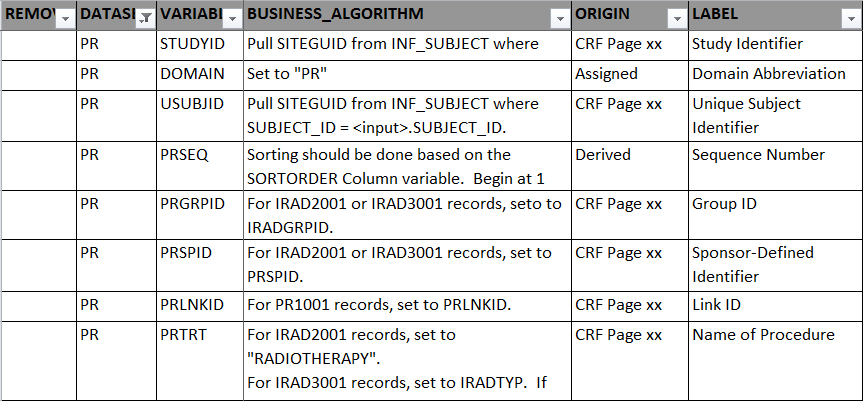 REMOV DATASI VARIABI BUSINESS_ALGORITHM ORIGIN LABEL
PR STUDYID Pull SITEGUID from INF_SUBJECT where CRF Page xx Study Identifier
PR DOMAIN Set to "PR" Assigned Domain Abbreviation
PR USUBJID Pull SITEGUID from INF_SUBJECT where CRF Page xx Unique Subject
SUBJECT_ID = <input>.SUBJECT_ID. Identifier
PR PRSEQ Sorting should be done based on the Derived Sequence Number
SORTORDER Column variable. Begin at 1
PR PRGRPID For IRAD2001 or IRAD3001 records, seto to CRF Page xx Group ID
IRADGRPID.
PR PRSPID For IRAD2001 or IRAD3001 records, set to CRF Page xx Sponsor-Defined
PRSPID. Identifier
PR PRLNKID For PR1001 records, set to PRLNKID. CRF Page xx Link ID
PR PRTRT For IRAD2001 records, set to CRF Page xx Name of Procedure
"RADIOTHERAPY".
For IRAD3001 records, set to IRADTYP. If